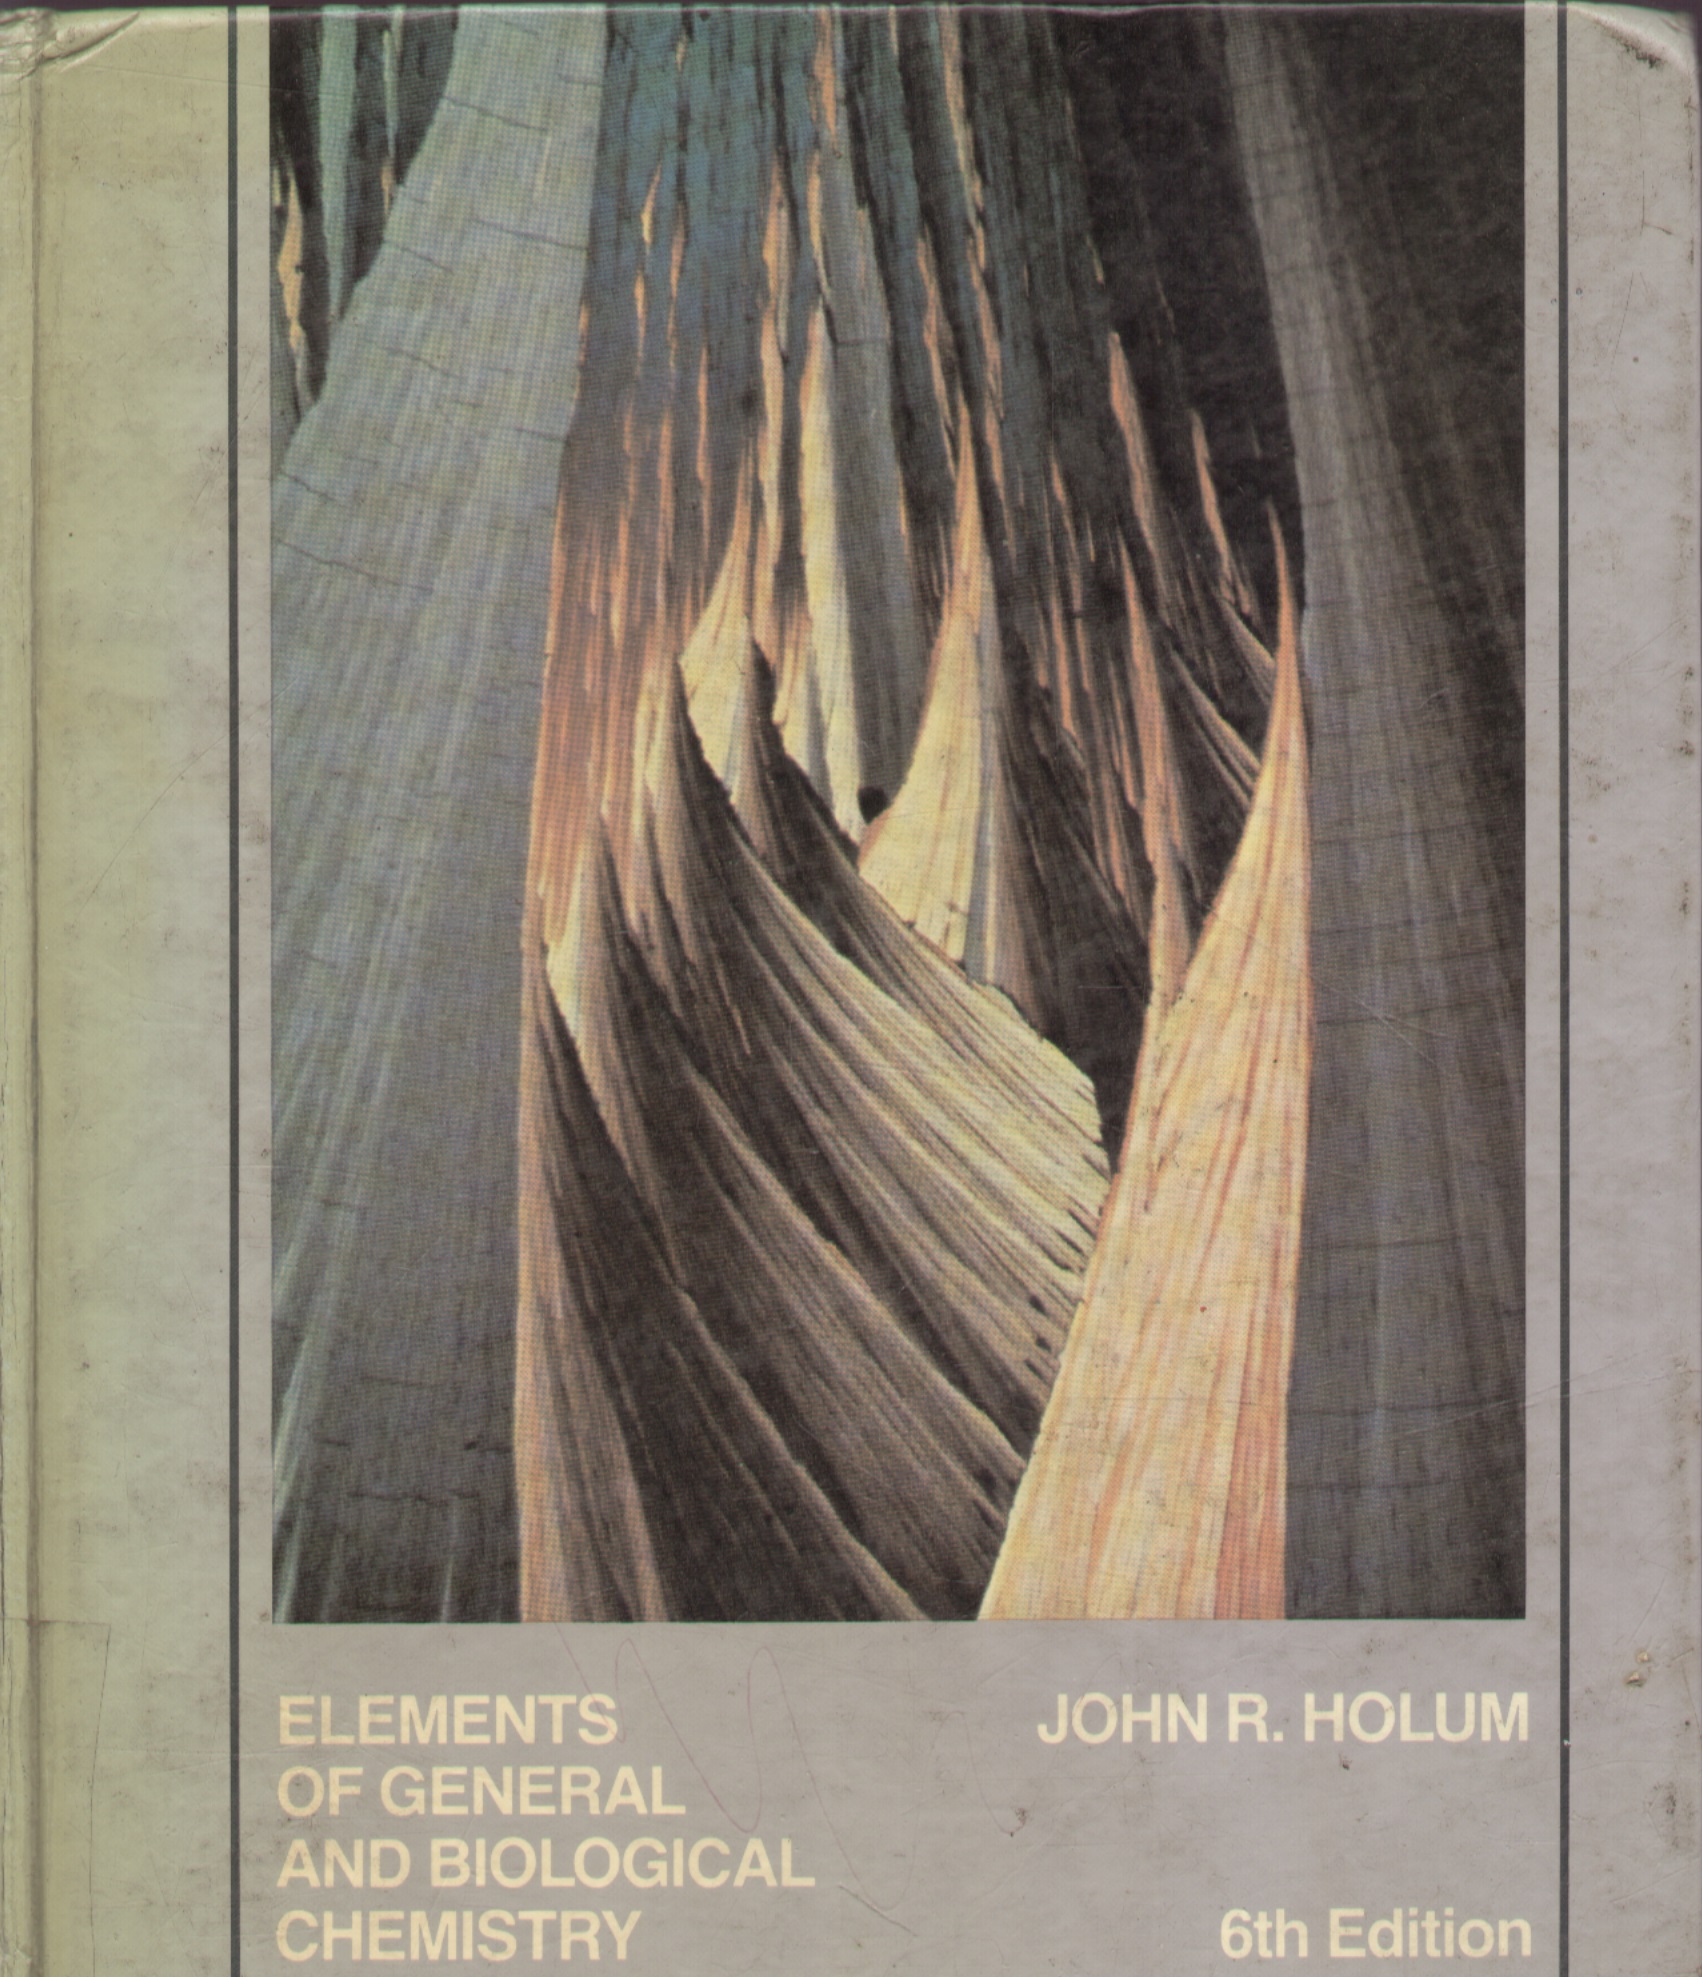 ELEMENTS
OF GENERAL
AND BIOLOGICAL
CHEMISTRY
JOHN R. HOLUM
6th Edition